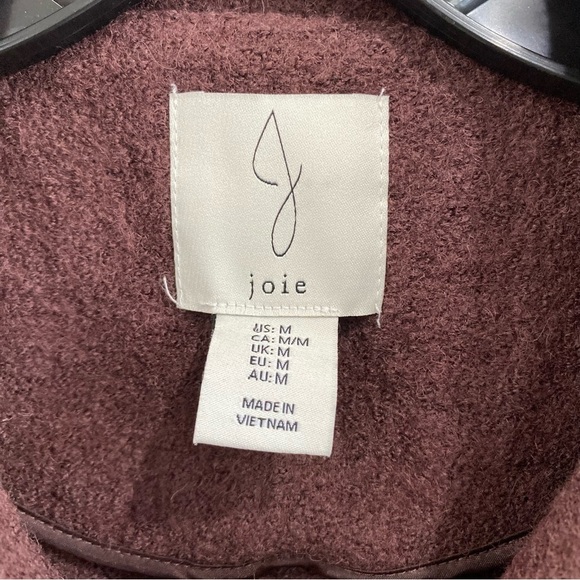 J
joie
US: M
CA: M/M
UK: M
EU: M
AU: M
MADE IN
VIETNAM